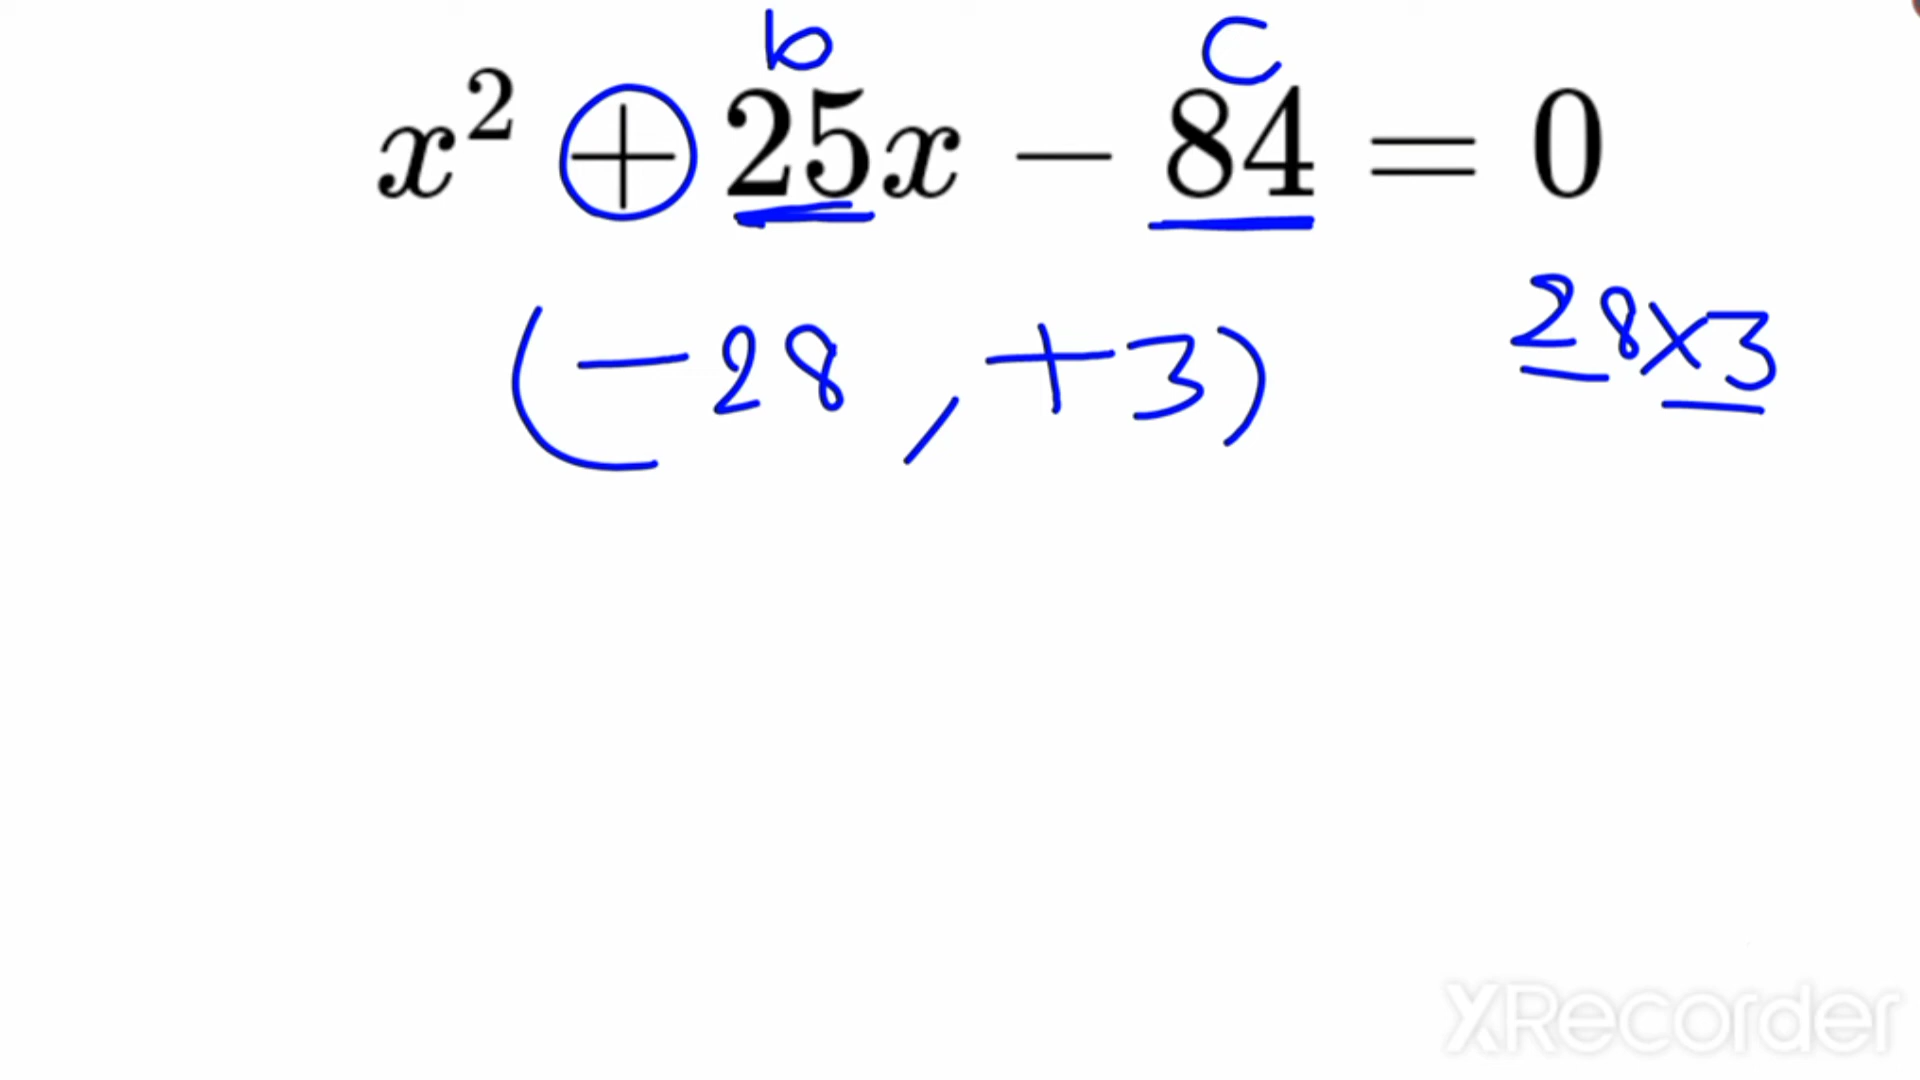 b c
x² + 25x − 84 = 0
28×3
(−28, +3)
XRecorder